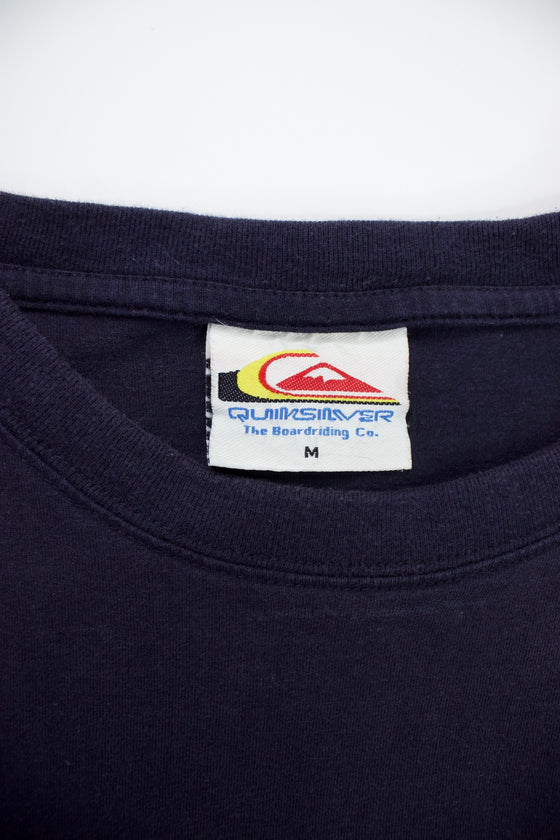 QUIKSILVER
The Boardriding Co.
M